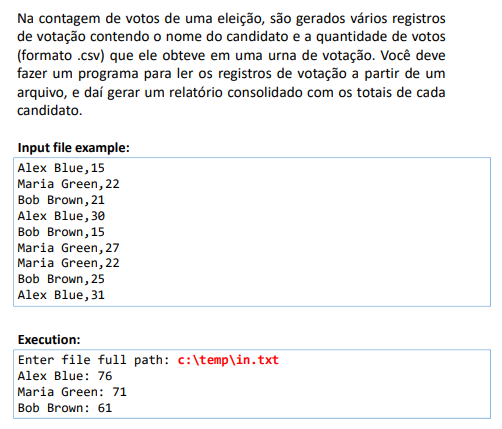 Na contagem de votos de uma eleição, são gerados vários registros
de votação contendo o nome do candidato e a quantidade de votos
(formato .csv) que ele obteve em uma urna de votação. Você deve
fazer um programa para ler os registros de votação a partir de um
arquivo, e daí gerar um relatório consolidado com os totais de cada
candidato.
Input file example:
Alex Blue,15
Maria Green,22
Bob Brown,21
Alex Blue,30
Bob Brown,15
Maria Green,27
Maria Green,22
Bob Brown,25
Alex Blue,31
Execution:
Enter file full path: c:\temp\in.txt
Alex Blue: 76
Maria Green: 71
Bob Brown: 61